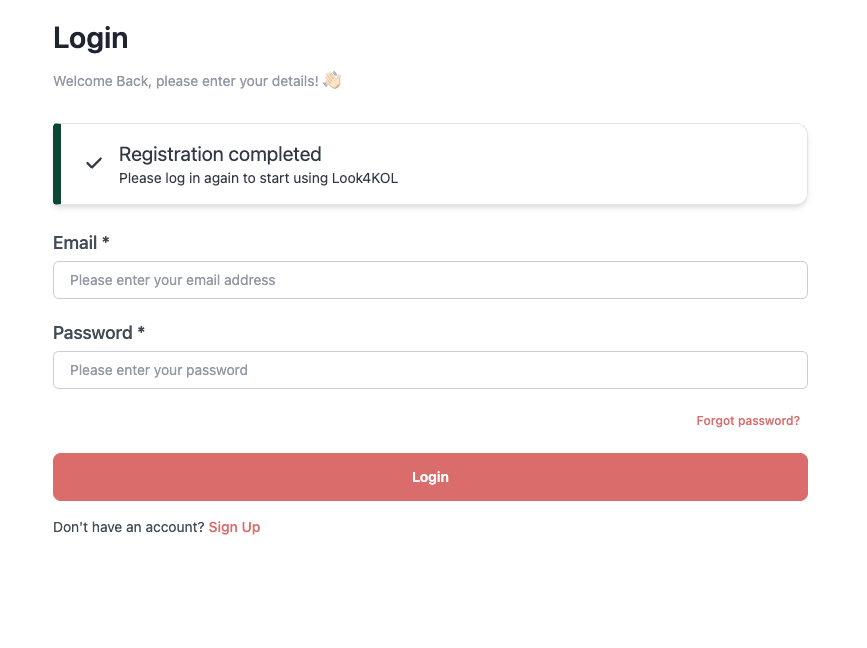 Login
Welcome Back, please enter your details! 👋🏻
Registration completed
Please log in again to start using Look4KOL
Email *
Please enter your email address
Password *
Please enter your password
Forgot password?
Login
Don't have an account? Sign Up